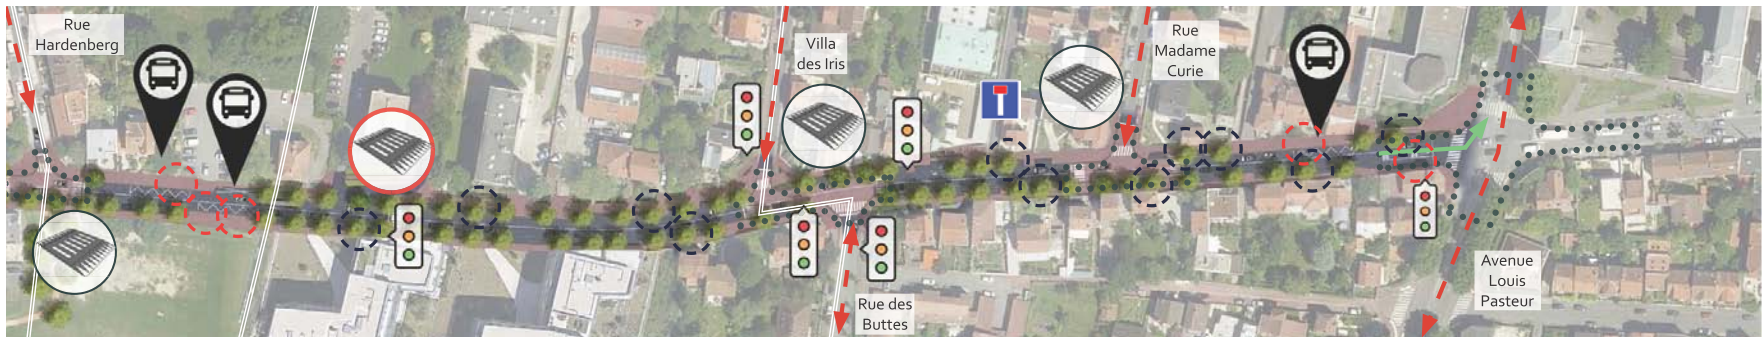 Rue
Hardenberg
Villa
des Iris
Rue
Madame
Curie
Rue des
Buttes
Avenue
Louis
Pasteur